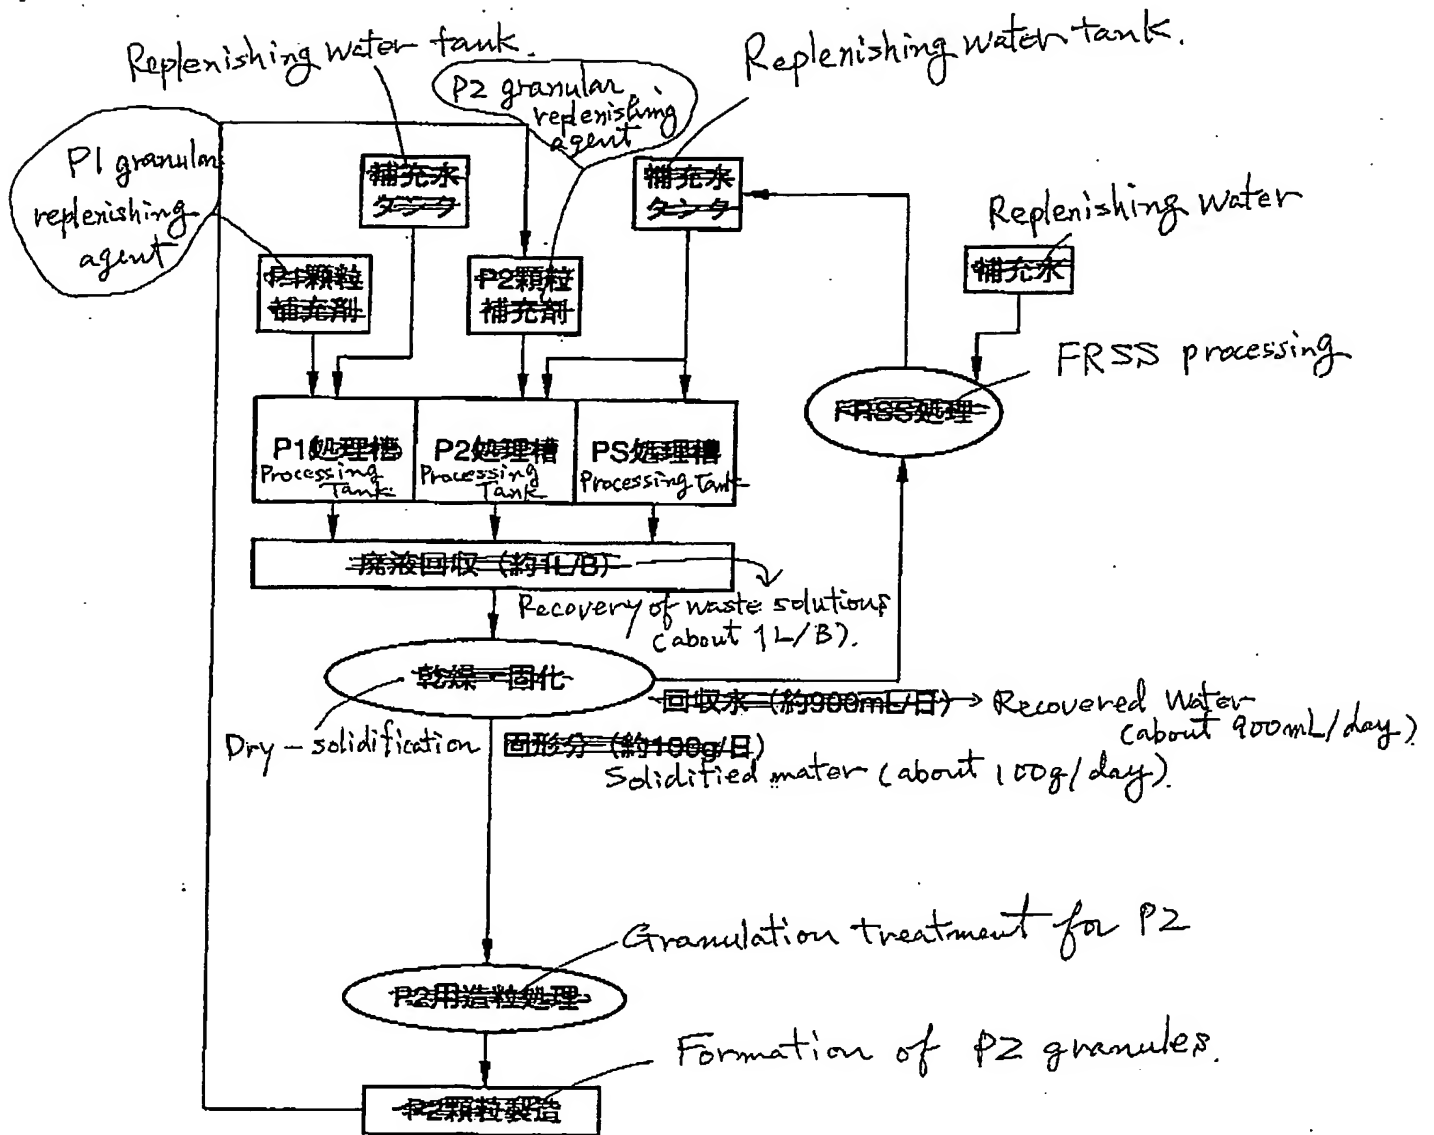 Replenishing water tank.
Replenishing water tank.
P2 granular
replenishing
agent
P1 granular
replenishing
agent
補充水
タンク
補充水
タンク
Replenishing water
補充水
P1顆粒
補充剤
P2顆粒
補充剤
FRSS processing
FRSS処理
P1処理槽
Processing
Tank
P2処理槽
Processing
Tank
PS処理槽
Processing Tank
廃液回収（約1L/B）
Recovery of waste solutions
(about 1L/B).
乾燥－固化
回収水（約900mL/日）
Recovered Water
(about 900mL/day).
Dry-solidification
固形分（約100g/日）
Solidified mater (about 100g/day).
Granulation treatment for P2
P2用造粒処理
Formation of P2 granules.
P2顆粒製造